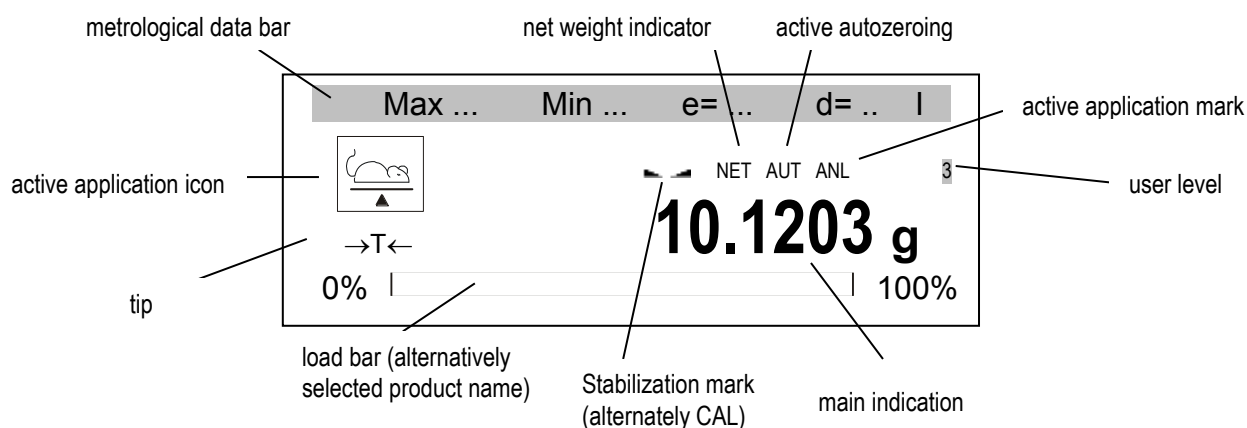 metrological data bar
net weight indicator
active autozeroing
Max ... Min ... e= ... d= .. I
active application mark
NET AUT ANL
3
active application icon
user level
10.1203 g
→T←
0% 100%
tip
load bar (alternatively
selected product name)
Stabilization mark
(alternately CAL)
main indication